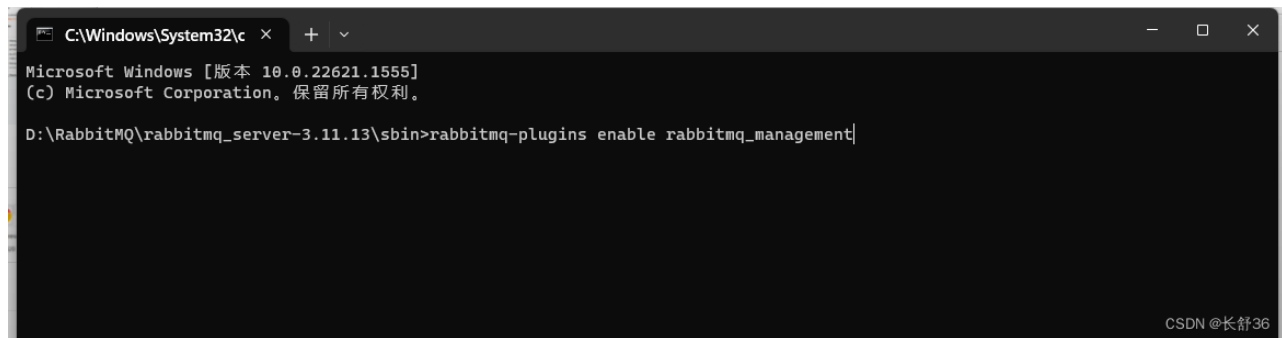 C:\Windows\System32\c
Microsoft Windows [版本 10.0.22621.1555]
(c) Microsoft Corporation。保留所有权利。
D:\RabbitMQ\rabbitmq_server-3.11.13\sbin>rabbitmq-plugins enable rabbitmq_management
CSDN @长舒36